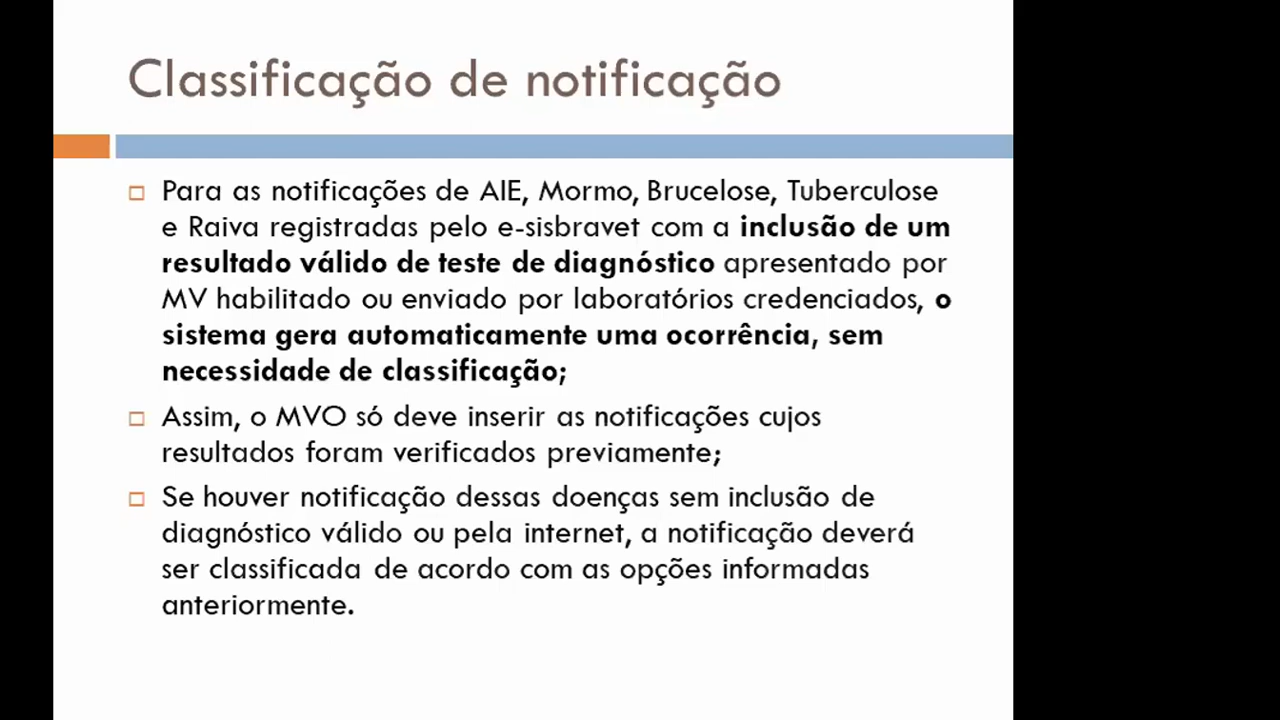 Classificação de notificação
Para as notificações de AIE, Mormo, Brucelose, Tuberculose
e Raiva registradas pelo e-sisbravet com a inclusão de um
resultado válido de teste de diagnóstico apresentado por
MV habilitado ou enviado por laboratórios credenciados, o
sistema gera automaticamente uma ocorrência, sem
necessidade de classificação;
Assim, o MVO só deve inserir as notificações cujos
resultados foram verificados previamente;
Se houver notificação dessas doenças sem inclusão de
diagnóstico válido ou pela internet, a notificação deverá
ser classificada de acordo com as opções informadas
anteriormente.